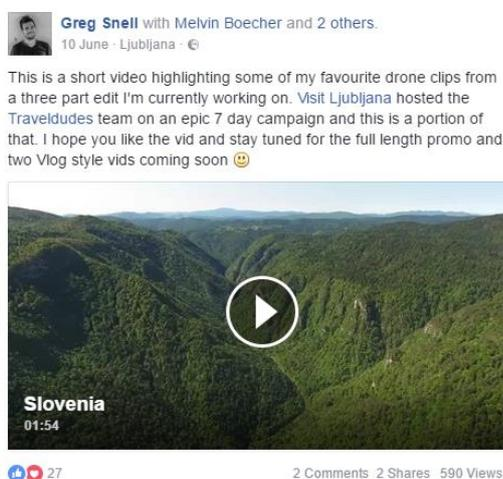 Greg Snell with Melvin Boecher and 2 others.
10 June · Ljubljana ·
This is a short video highlighting some of my favourite drone clips from
a three part edit I'm currently working on. Visit Ljubljana hosted the
Traveldudes team on an epic 7 day campaign and this is a portion of
that. I hope you like the vid and stay tuned for the full length promo and
two Vlog style vids coming soon 🙂
Slovenia
01:54
27 2 Comments 2 Shares 590 Views